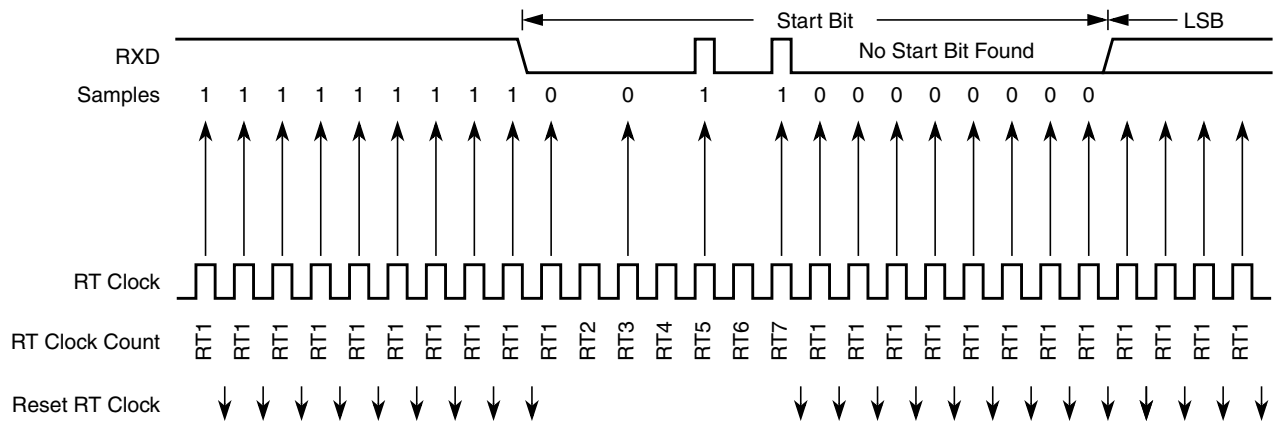 Start Bit LSB
RXD No Start Bit Found
Samples 1 1 1 1 1 1 1 1 1 0 0 1 1 0 0 0 0 0 0 0 0
RT Clock
RT Clock Count RT1 RT1 RT1 RT1 RT1 RT1 RT1 RT1 RT1 RT1 RT2 RT3 RT4 RT5 RT6 RT7 RT1 RT1 RT1 RT1 RT1 RT1 RT1 RT1 RT1 RT1 RT1 RT1
Reset RT Clock